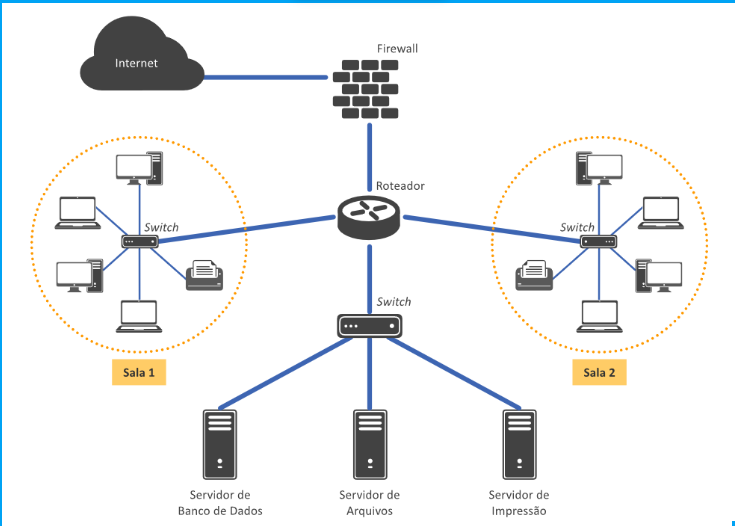 Firewall
Internet
Roteador
Switch
Switch
Switch
Sala 1
Sala 2
Servidor de
Banco de Dados
Servidor de
Arquivos
Servidor de
Impressão